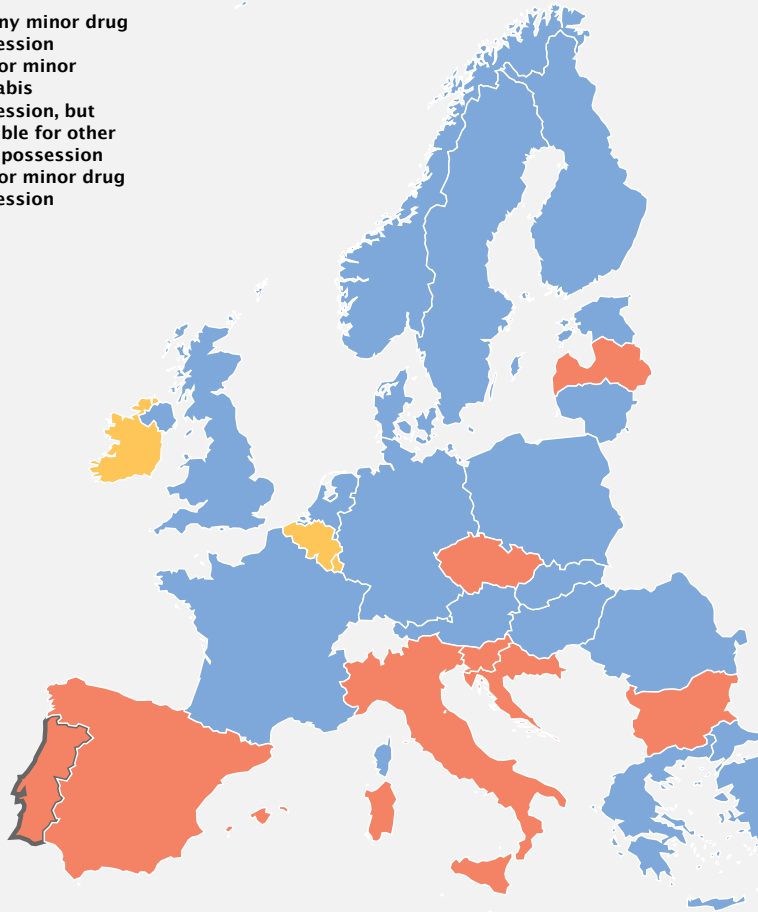 ny minor drug
ession
or minor
abis
ession, but
ble for other
possession
or minor drug
ession